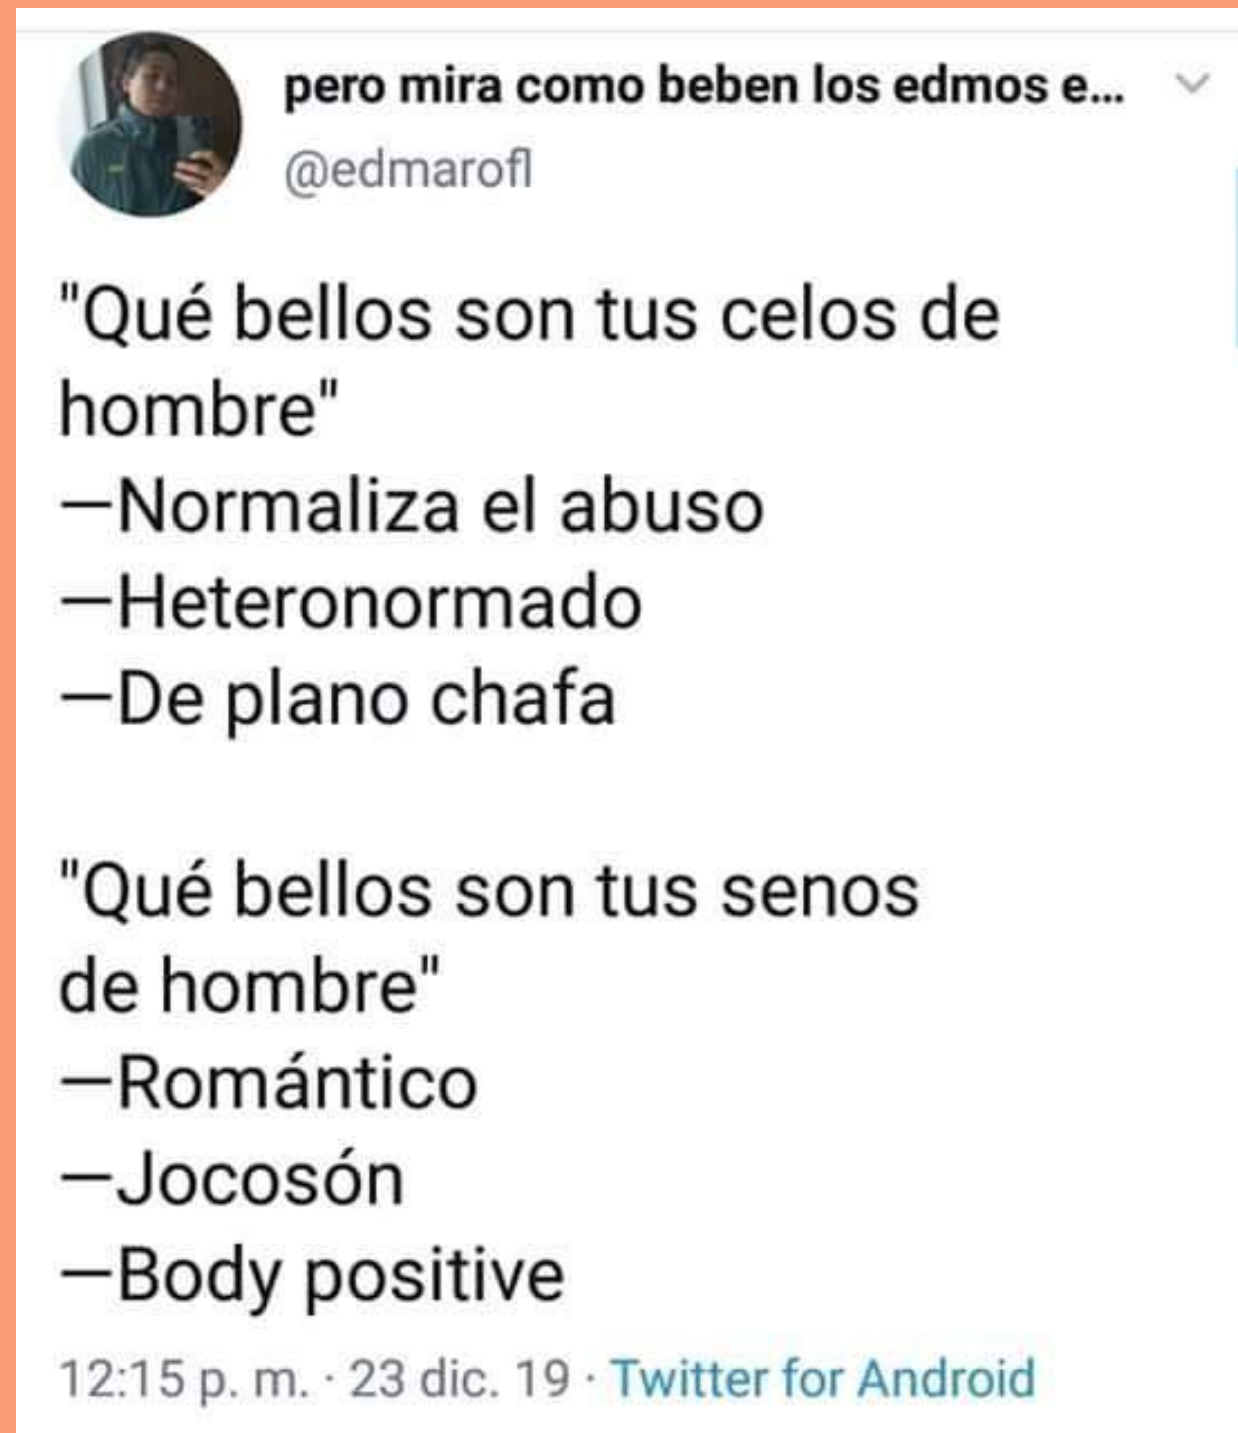 pero mira como beben los edmos e...
@edmarofl
"Qué bellos son tus celos de
hombre"
—Normaliza el abuso
—Heteronormado
—De plano chafa
"Qué bellos son tus senos
de hombre"
—Romántico
—Jocosón
—Body positive
12:15 p. m. · 23 dic. 19 · Twitter for Android